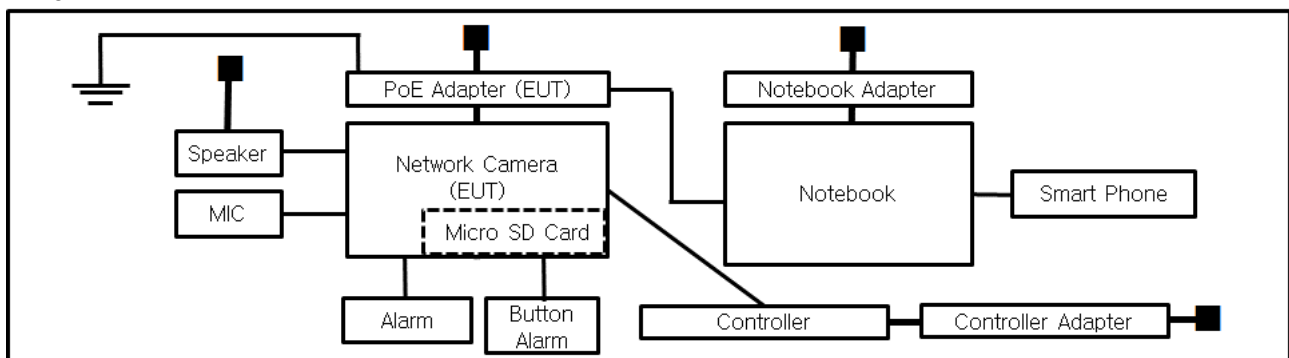 PoE Adapter (EUT)
Notebook Adapter
Speaker
Network Camera
(EUT)
Notebook
Smart Phone
MIC
Micro SD Card
Alarm
Button
Alarm
Controller
Controller Adapter